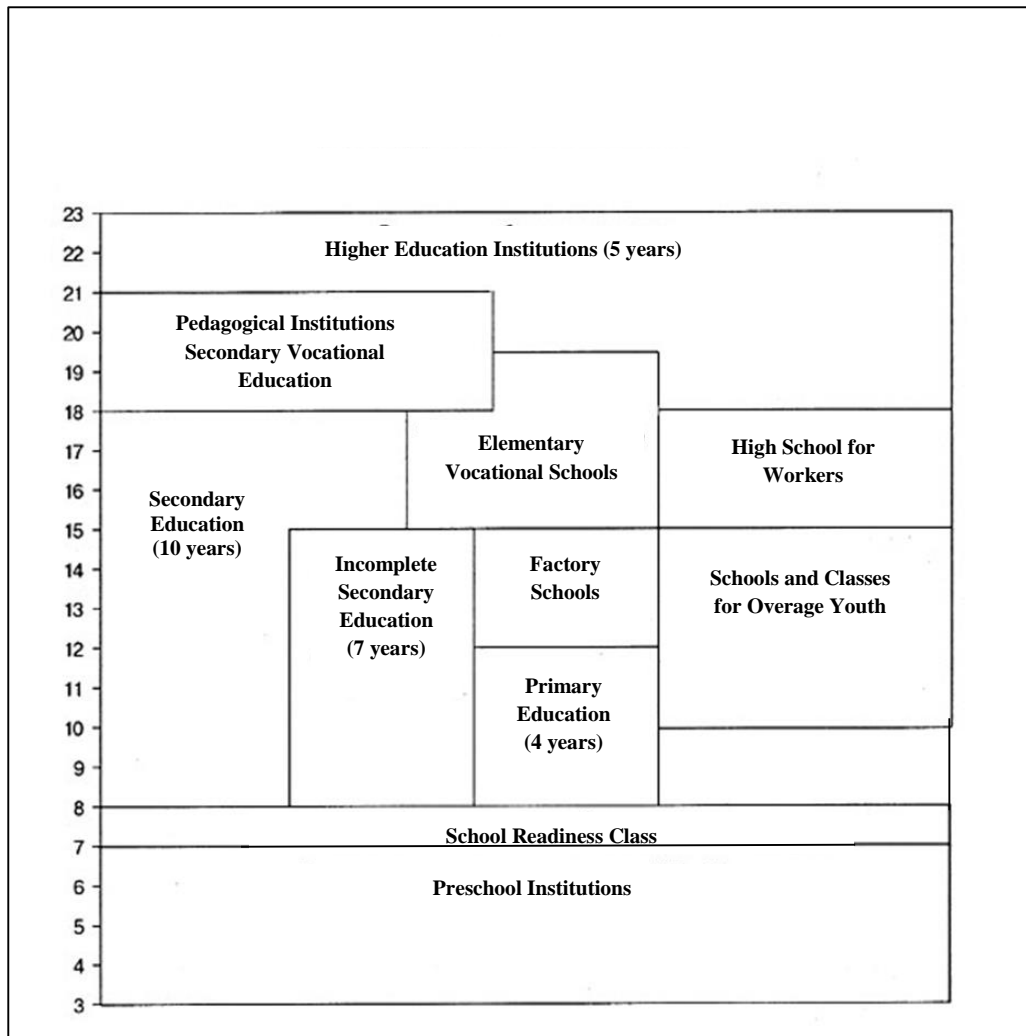 23
Higher Education Institutions (5 years)
22
21
Pedagogical Institutions
20
Secondary Vocational
19
Education
18
Elementary
Vocational Schools
High School for
Workers
17
16
Secondary
Education
(10 years)
15
Incomplete
Secondary
Education
(7 years)
Factory
Schools
Schools and Classes
for Overage Youth
14
13
12
11
Primary
Education
(4 years)
10
9
8
School Readiness Class
7
Preschool Institutions
6
5
4
3